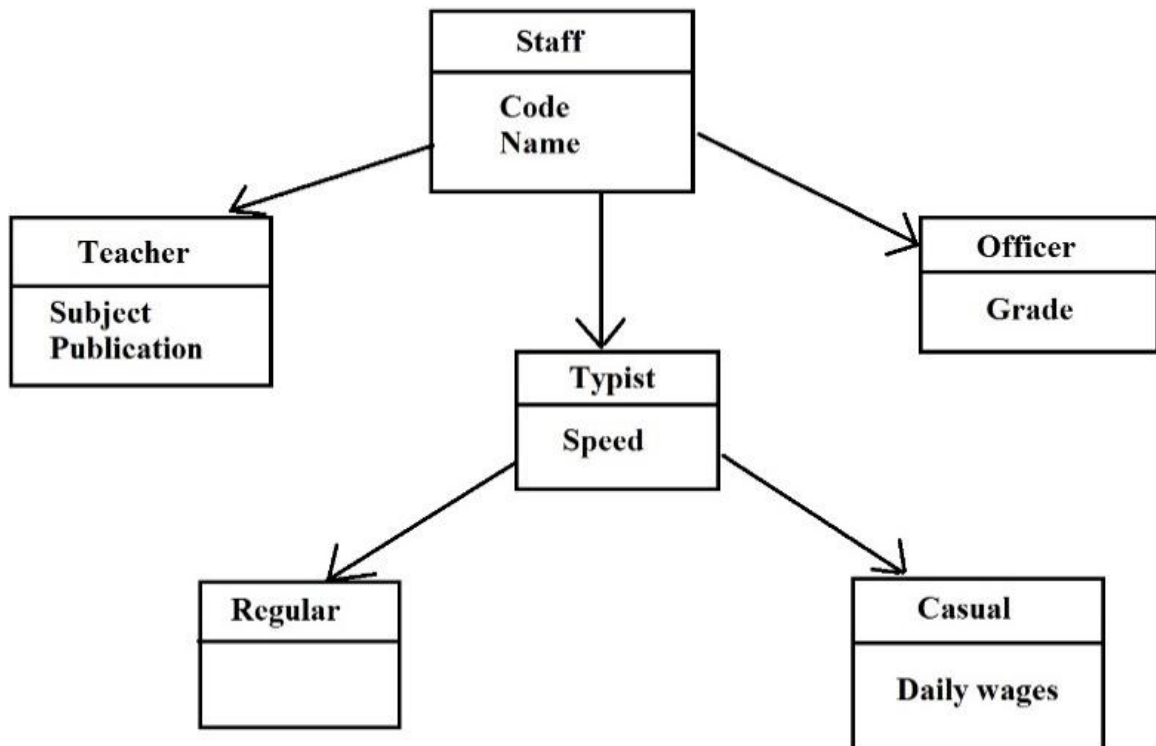 Staff
Code
Name
Teacher
Subject
Publication
Officer
Grade
Typist
Speed
Regular
Casual
Daily wages